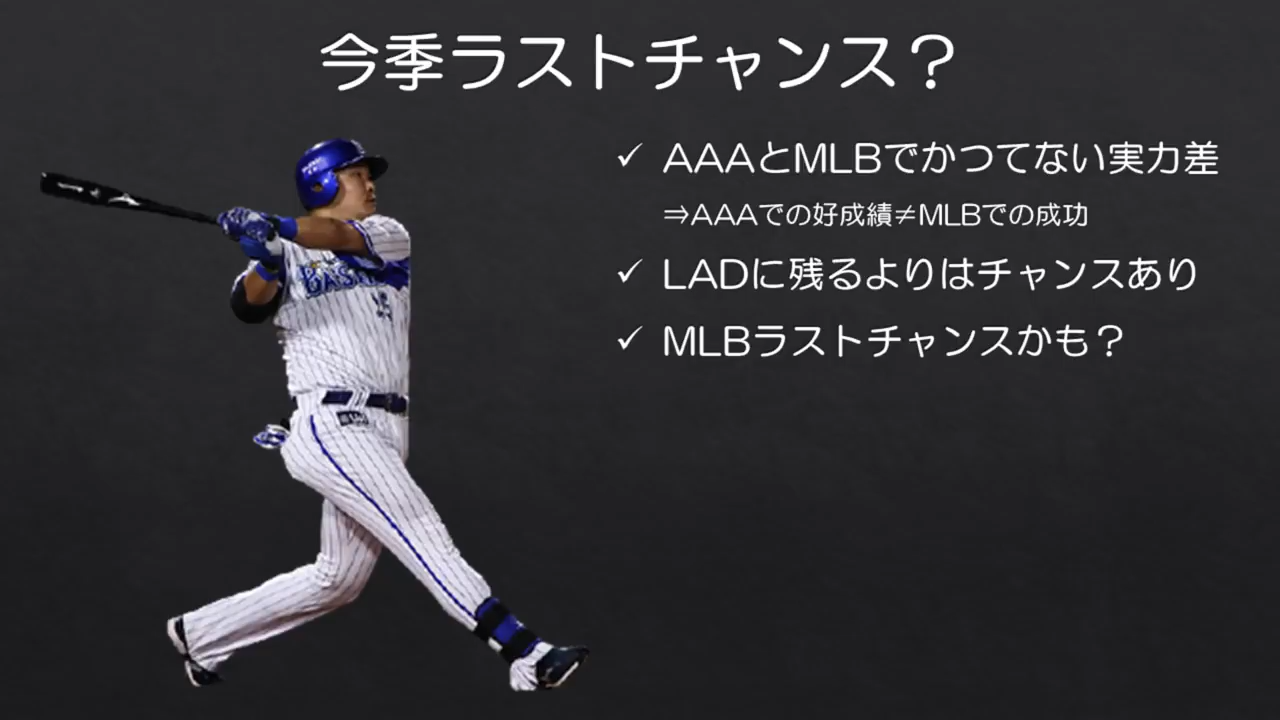 今季ラストチャンス？
✓ AAAとMLBでかつてない実力差
⇒AAAでの好成績≠MLBでの成功
✓ LADに残るよりはチャンスあり
✓ MLBラストチャンスかも？